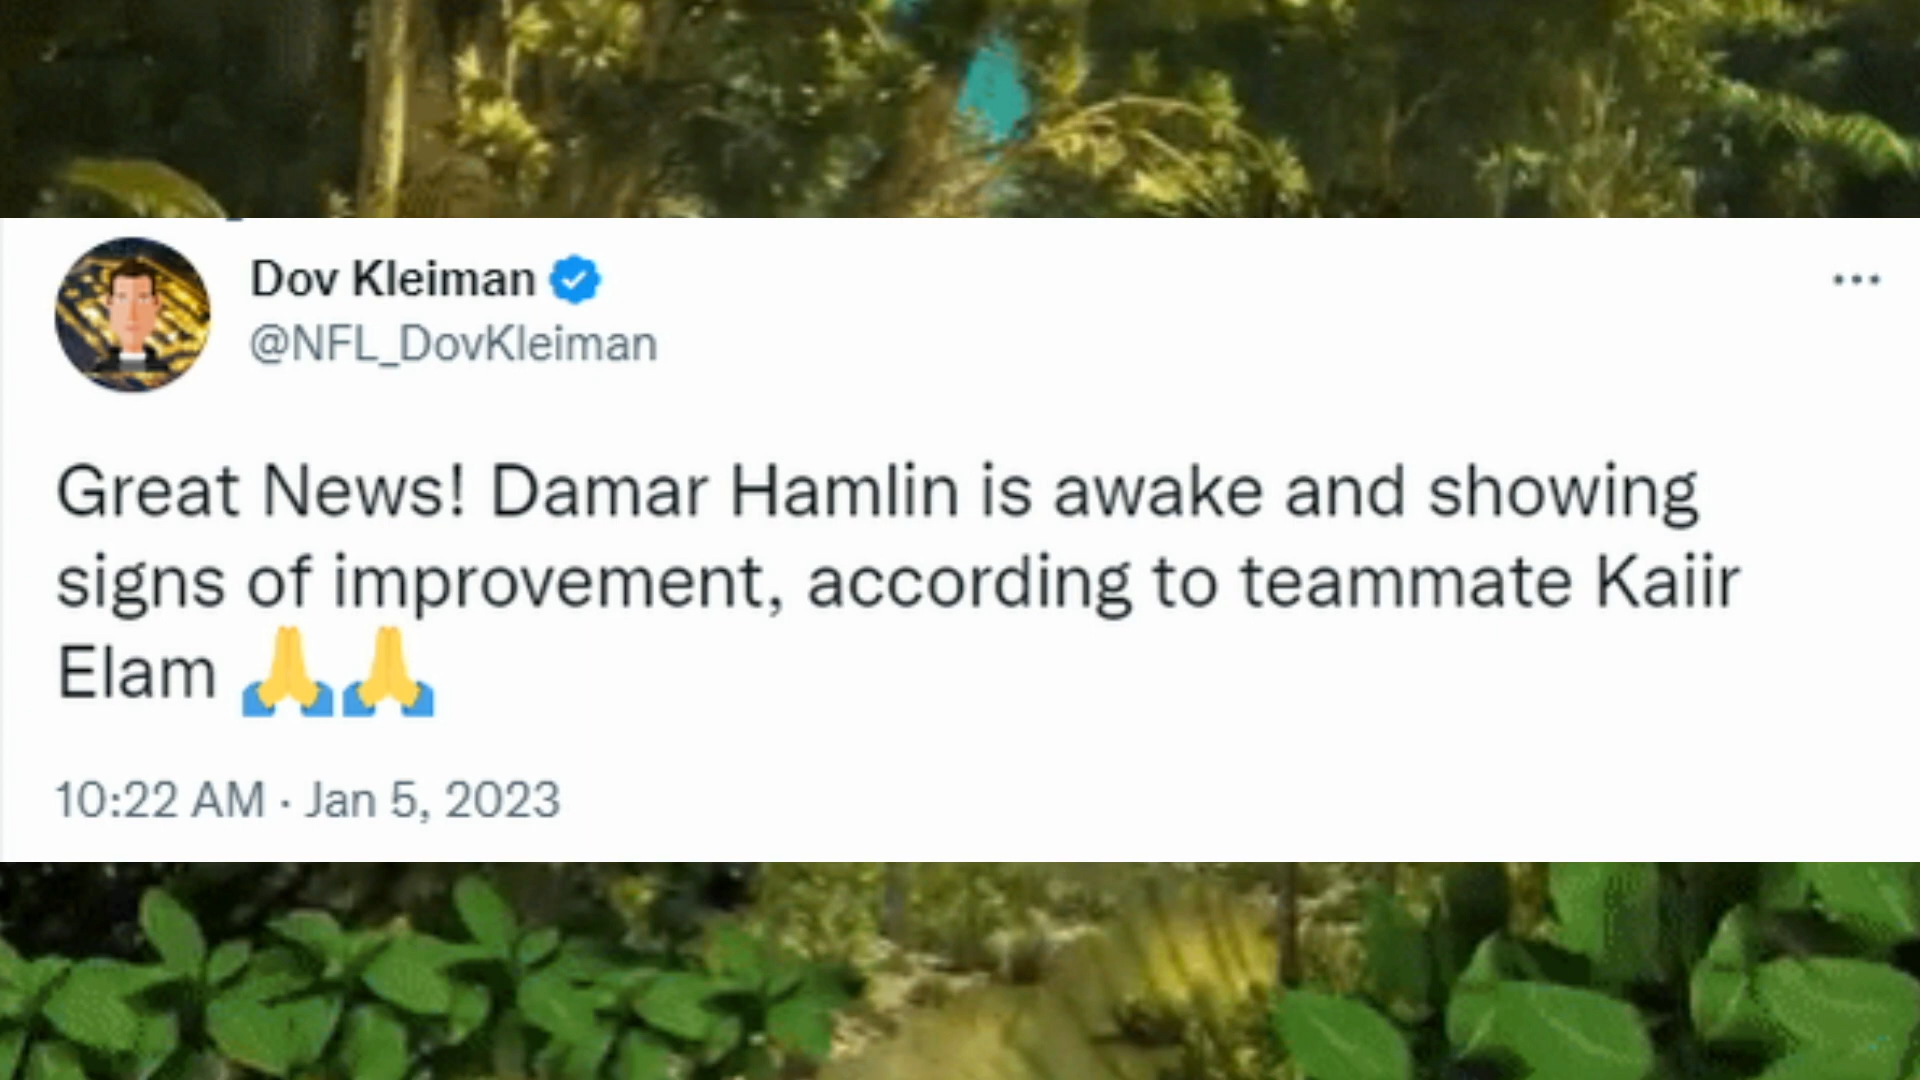 Dov Kleiman
@NFL_DovKleiman
Great News! Damar Hamlin is awake and showing
signs of improvement, according to teammate Kaiir
Elam 🙏🙏
10:22 AM · Jan 5, 2023